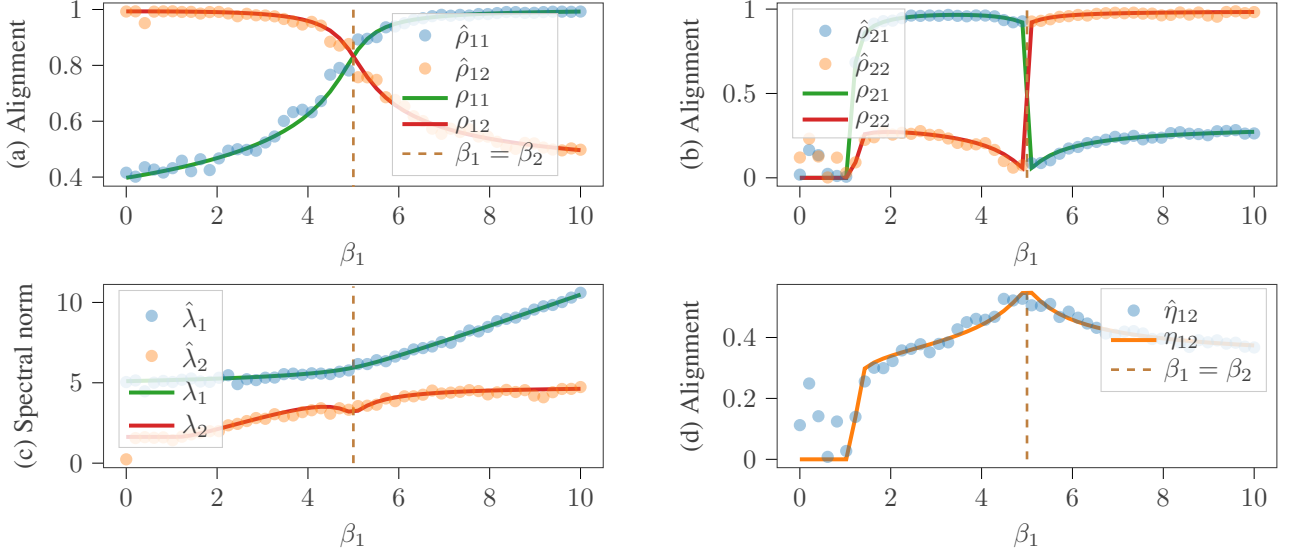 (a) Alignment
1
0.8
0.6
0.4
0 2 4 6 8 10
β₁
ρ̂₁₁
ρ̂₁₂
ρ₁₁
ρ₁₂
β₁ = β₂
(b) Alignment
1
0.5
0
0 2 4 6 8 10
β₁
ρ̂₂₁
ρ̂₂₂
ρ₂₁
ρ₂₂
(c) Spectral norm
10
5
0
0 2 4 6 8 10
β₁
λ̂₁
λ̂₂
λ₁
λ₂
(d) Alignment
0.4
0.2
0
0 2 4 6 8 10
β₁
η̂₁₂
η₁₂
β₁ = β₂